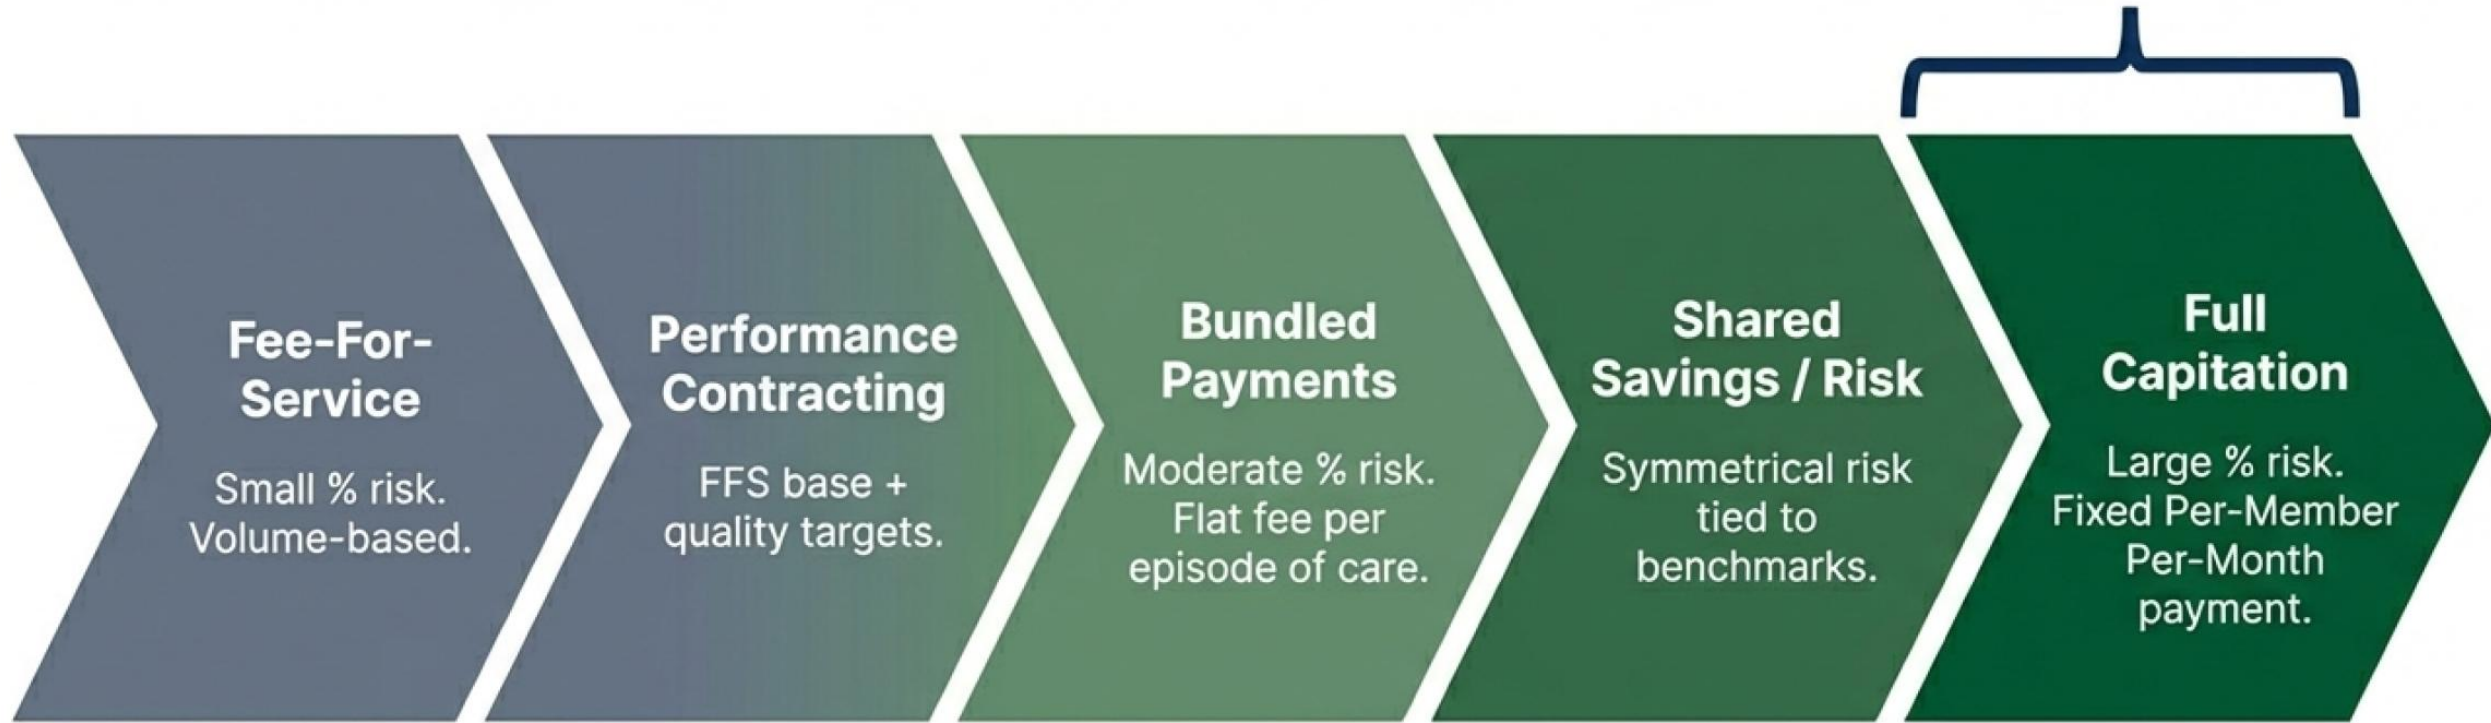 Fee-For-
Service
Small % risk.
Volume-based.
Performance
Contracting
FFS base +
quality targets.
Bundled
Payments
Moderate % risk.
Flat fee per
episode of care.
Shared
Savings / Risk
Symmetrical risk
tied to
benchmarks.
Full
Capitation
Large % risk.
Fixed Per-Member
Per-Month
payment.